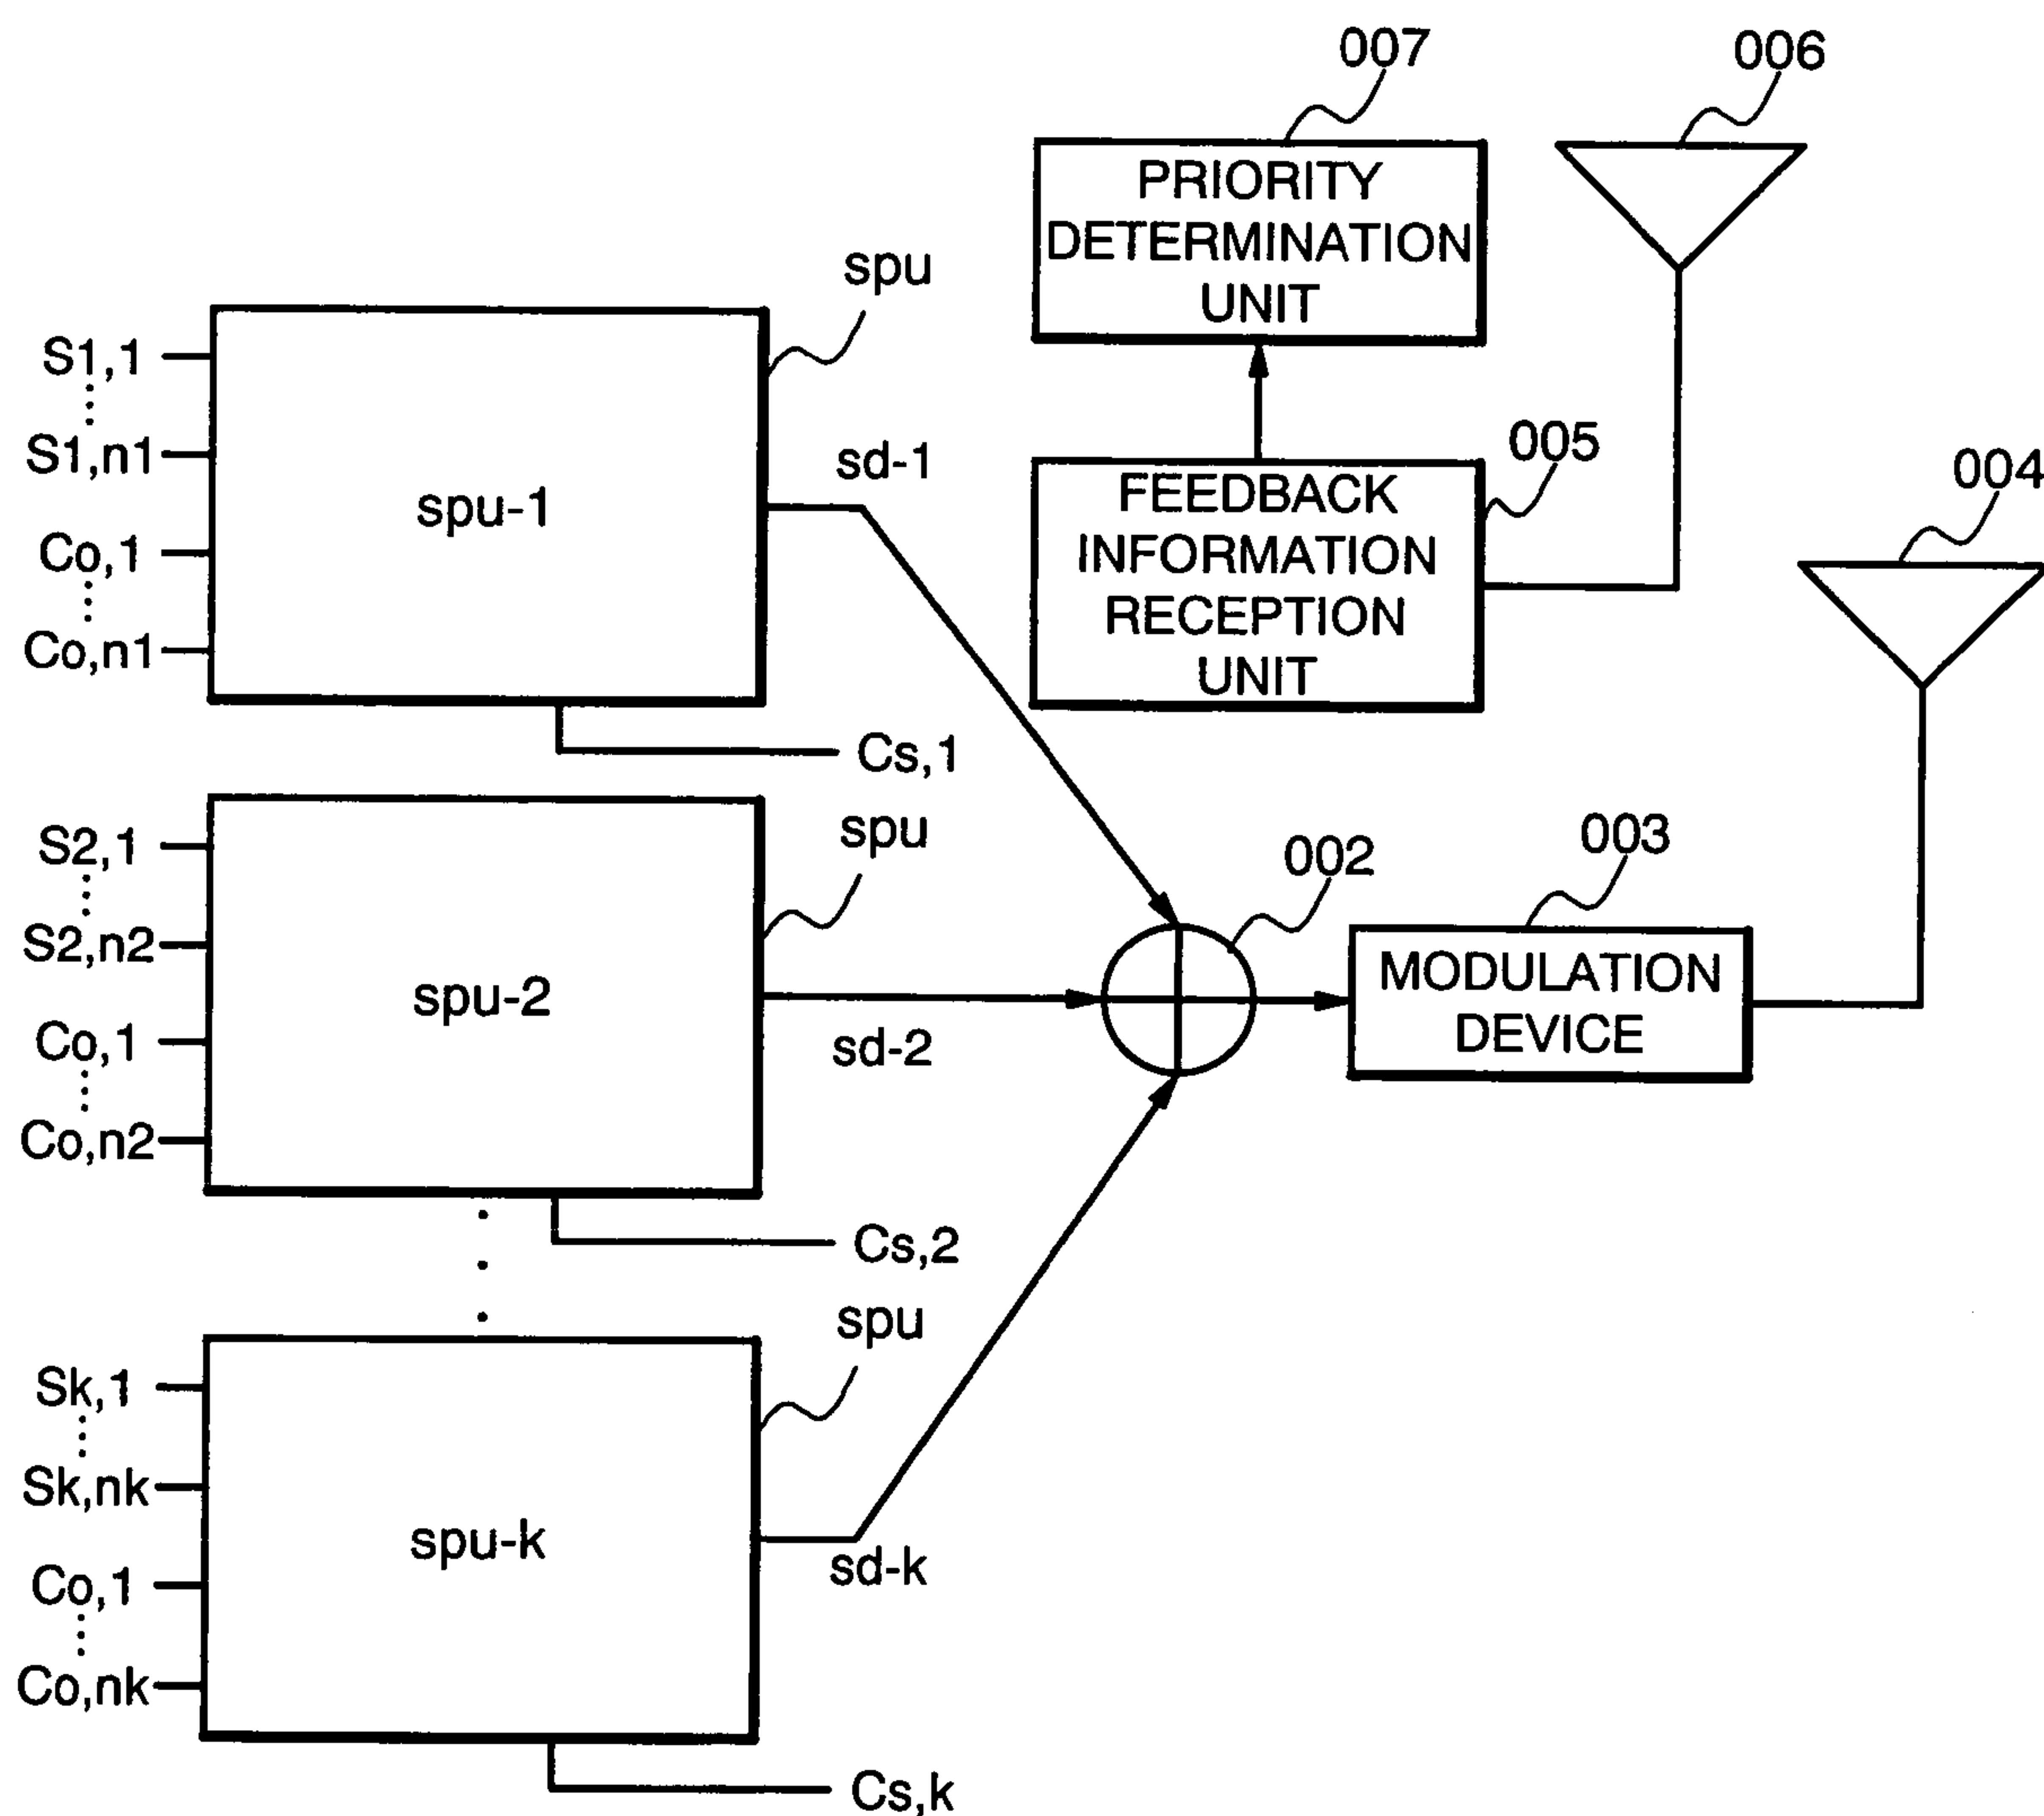 007
006
PRIORITY
DETERMINATION
UNIT
spu
S1,1
S1,n1
Co,1
Co,n1
spu-1
sd-1
Cs,1
005
FEEDBACK
INFORMATION
RECEPTION
UNIT
004
S2,1
S2,n2
Co,1
Co,n2
spu-2
spu
sd-2
Cs,2
002
003
MODULATION
DEVICE
Sk,1
Sk,nk
Co,1
Co,nk
spu-k
spu
sd-k
Cs,k